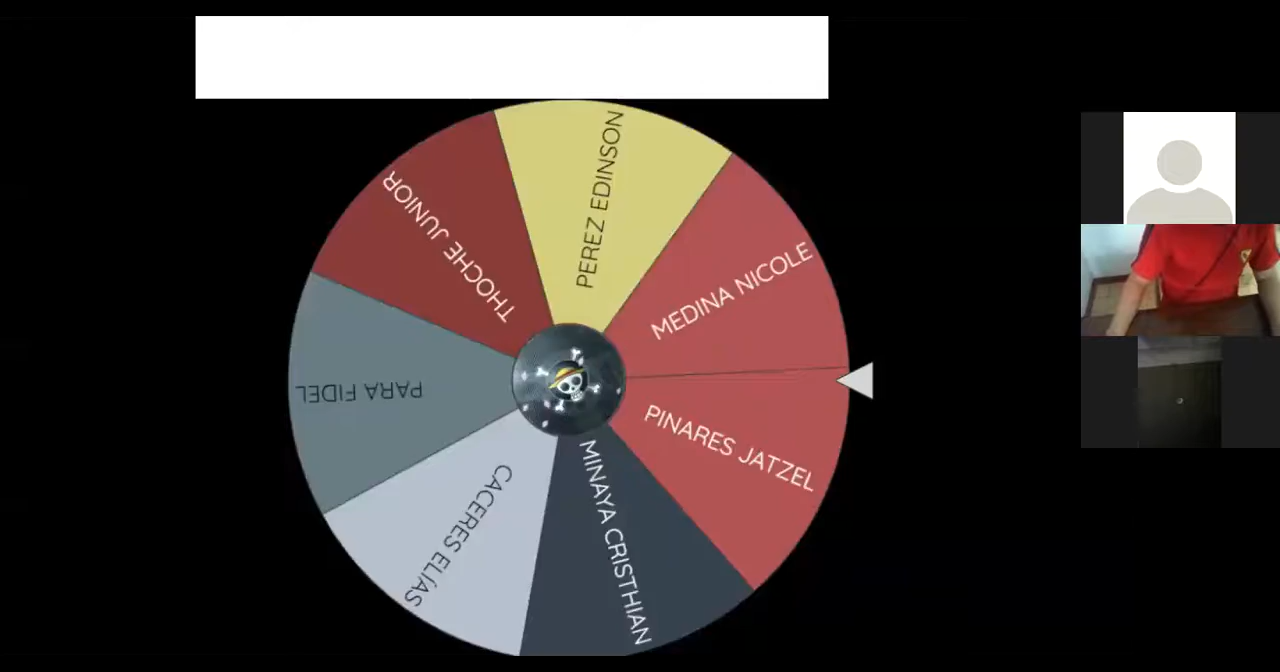 PEREZ EDINSON
MEDINA NICOLE
PINARES JATZEL
MINAYA CRISTHIAN
CACERES ELÍAS
PARA FIDEL
THOCHE JUNIOR